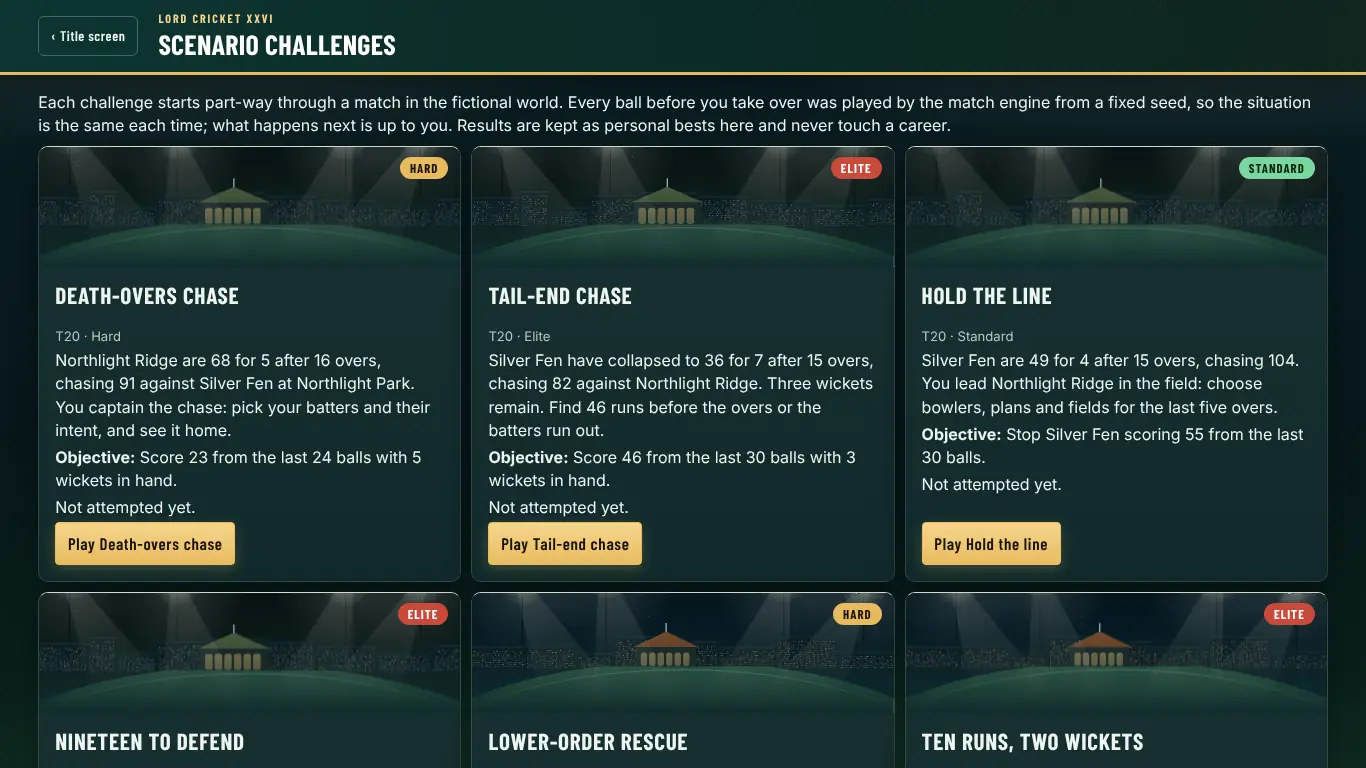 ‹ Title screen
LORD CRICKET XXVI
SCENARIO CHALLENGES
Each challenge starts part-way through a match in the fictional world. Every ball before you take over was played by the match engine from a fixed seed, so the situation
is the same each time; what happens next is up to you. Results are kept as personal bests here and never touch a career.
HARD
DEATH-OVERS CHASE
T20 · Hard
Northlight Ridge are 68 for 5 after 16 overs,
chasing 91 against Silver Fen at Northlight Park.
You captain the chase: pick your batters and their
intent, and see it home.
Objective: Score 23 from the last 24 balls with 5
wickets in hand.
Not attempted yet.
Play Death-overs chase
ELITE
TAIL-END CHASE
T20 · Elite
Silver Fen have collapsed to 36 for 7 after 15 overs,
chasing 82 against Northlight Ridge. Three wickets
remain. Find 46 runs before the overs or the
batters run out.
Objective: Score 46 from the last 30 balls with 3
wickets in hand.
Not attempted yet.
Play Tail-end chase
STANDARD
HOLD THE LINE
T20 · Standard
Silver Fen are 49 for 4 after 15 overs, chasing 104.
You lead Northlight Ridge in the field: choose
bowlers, plans and fields for the last five overs.
Objective: Stop Silver Fen scoring 55 from the last
30 balls.
Not attempted yet.
Play Hold the line
ELITE
NINETEEN TO DEFEND
HARD
LOWER-ORDER RESCUE
ELITE
TEN RUNS, TWO WICKETS